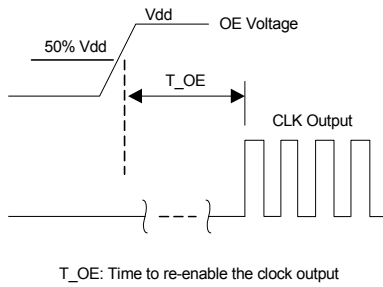 Vdd
OE Voltage
50% Vdd
T_OE
CLK Output
T_OE: Time to re-enable the clock output